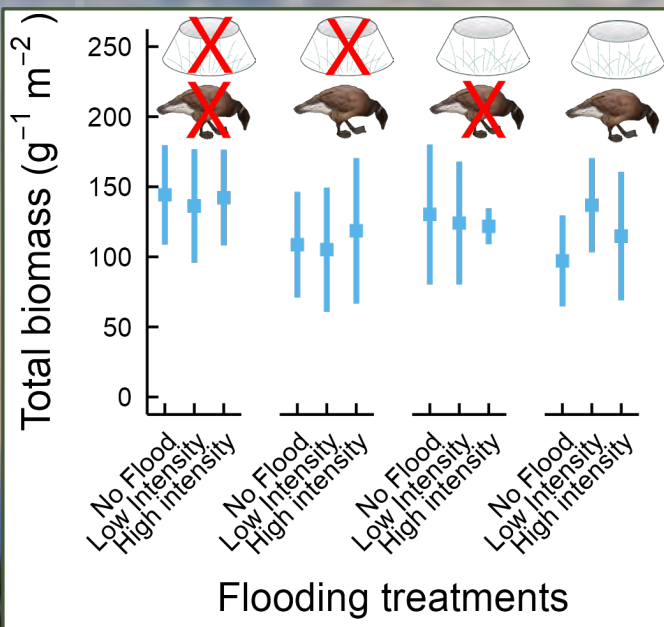 Total biomass (g⁻¹ m⁻²)
250
200
150
100
50
0
No Flood
Low Intensity
High intensity
No Flood
Low Intensity
High intensity
No Flood
Low Intensity
High intensity
No Flood
Low Intensity
High intensity
Flooding treatments